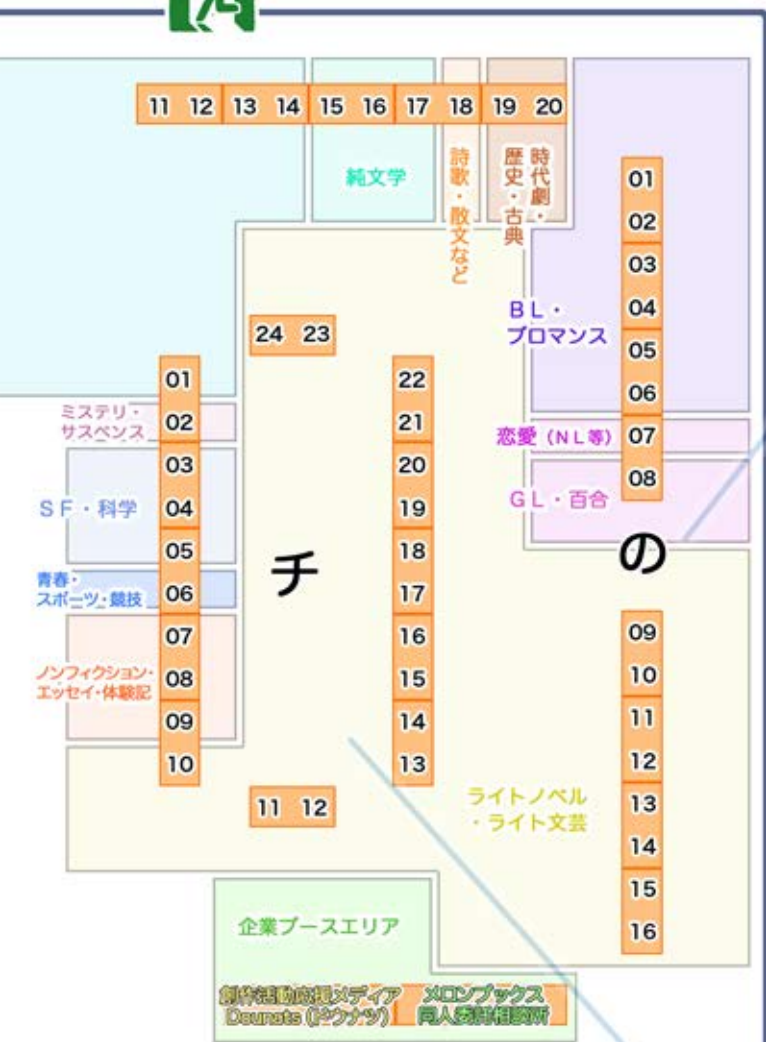 11 12 13 14 15 16 17 18 19 20
純文学
詩歌・散文など
時代劇・
歴史・古典
01
02
03
04
05
06
07
08
BL・
ブロマンス
恋愛(NL等)
GL・百合
の
09
10
11
12
13
14
15
16
24 23
22
21
20
19
18
17
16
15
14
13
チ
11 12
01
02
03
04
05
06
07
08
09
10
ミステリ・
サスペンス
SF・科学
青春・
スポーツ・競技
ノンフィクション・
エッセイ・体験記
ライトノベル
・ライト文芸
企業ブースエリア
創作活動応援メディア
Dounats(ドウナツ)
メロンブックス
同人委託相談所